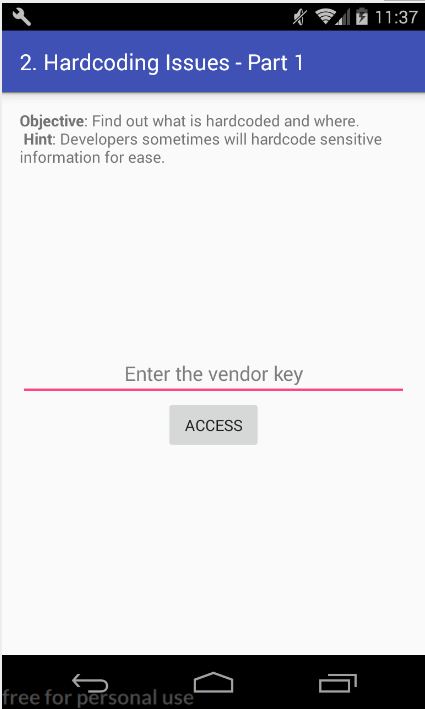 11:37
2. Hardcoding Issues - Part 1
Objective: Find out what is hardcoded and where.
Hint: Developers sometimes will hardcode sensitive
information for ease.
Enter the vendor key
ACCESS
free for personal use